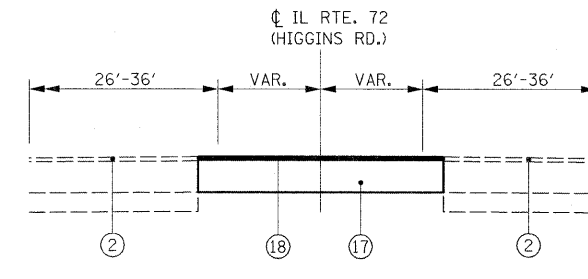 ℄ IL RTE. 72
(HIGGINS RD.)
26'-36' VAR. VAR. 26'-36'
2 18 17 2